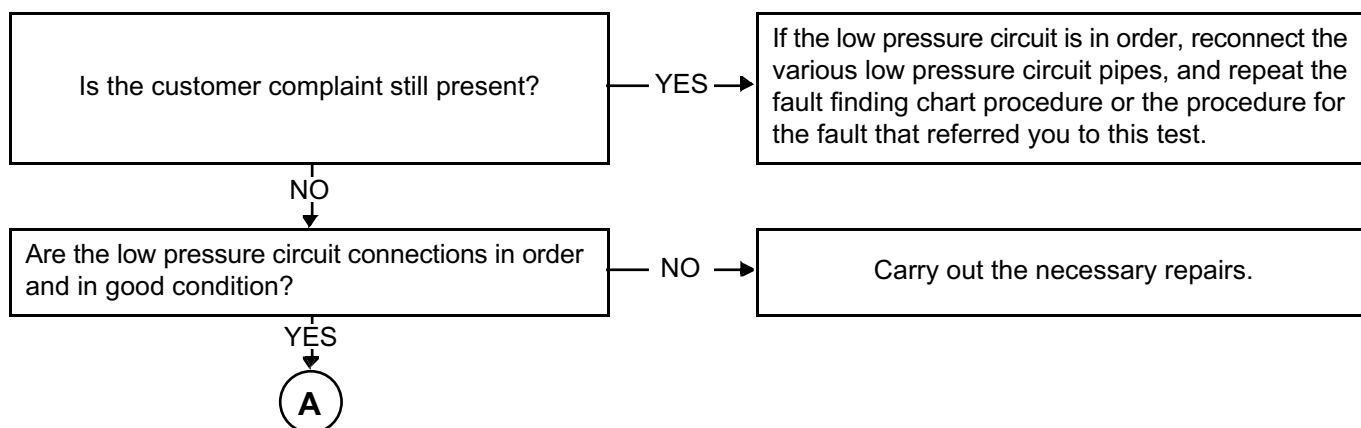 Is the customer complaint still present?
YES
If the low pressure circuit is in order, reconnect the
various low pressure circuit pipes, and repeat the
fault finding chart procedure or the procedure for
the fault that referred you to this test.
NO
Are the low pressure circuit connections in order
and in good condition?
NO
Carry out the necessary repairs.
YES
A